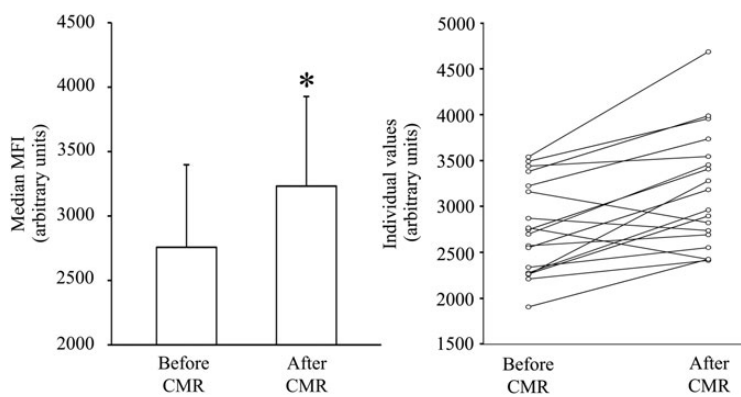 Median MFI
(arbitrary units)
4500
4000
3500
3000
2500
2000
*
Before
CMR
After
CMR
Individual values
(arbitrary units)
5000
4500
4000
3500
3000
2500
2000
1500
Before
CMR
After
CMR